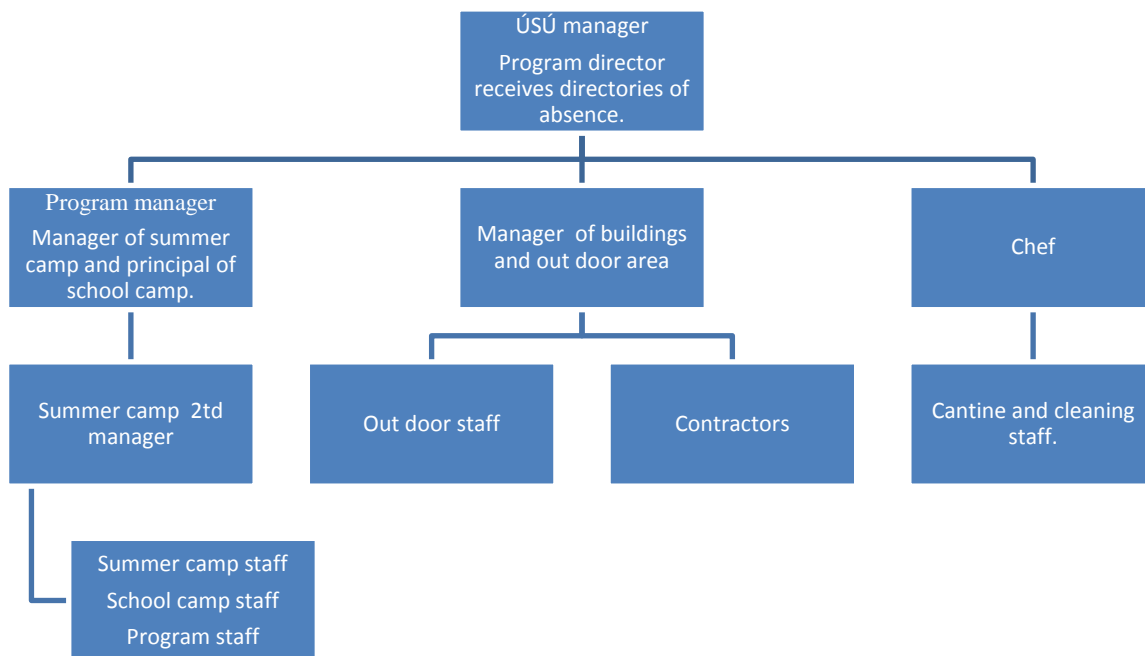 ÚSÚ manager
Program director
receives directories of
absence.
Program manager
Manager of summer
camp and principal of
school camp.
Manager of buildings
and out door area
Chef
Summer camp 2td
manager
Out door staff
Contractors
Cantine and cleaning
staff.
Summer camp staff
School camp staff
Program staff